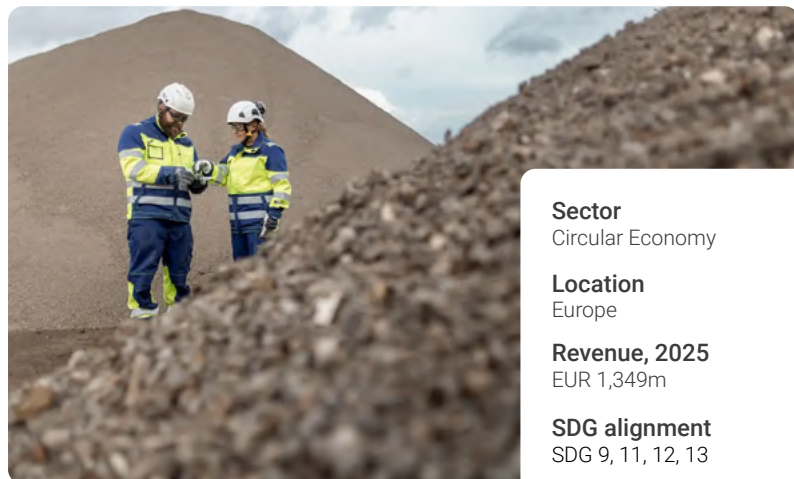 Sector
Circular Economy
Location
Europe
Revenue, 2025
EUR 1,349m
SDG alignment
SDG 9, 11, 12, 13